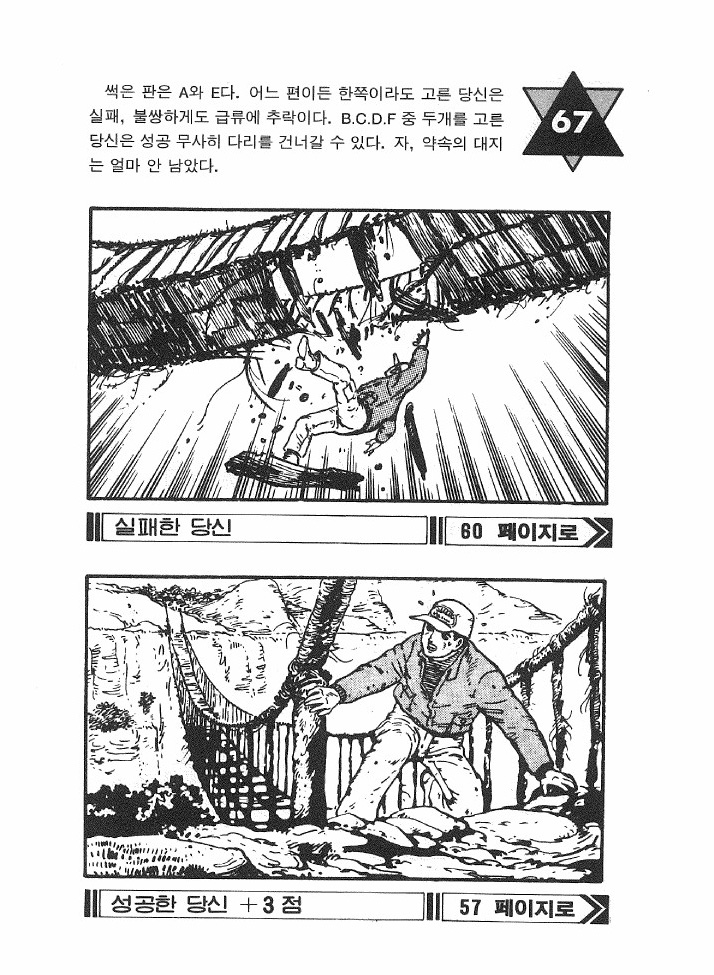 썩은 판은 A와 E다. 어느 편이든 한쪽이라도 고른 당신은
실패, 불쌍하게도 급류에 추락이다. B.C.D.F 중 두개를 고른
당신은 성공 무사히 다리를 건너갈 수 있다. 자, 약속의 대지
는 얼마 안 남았다.
67
실패한 당신
60 페이지로
성공한 당신 +3점
57 페이지로